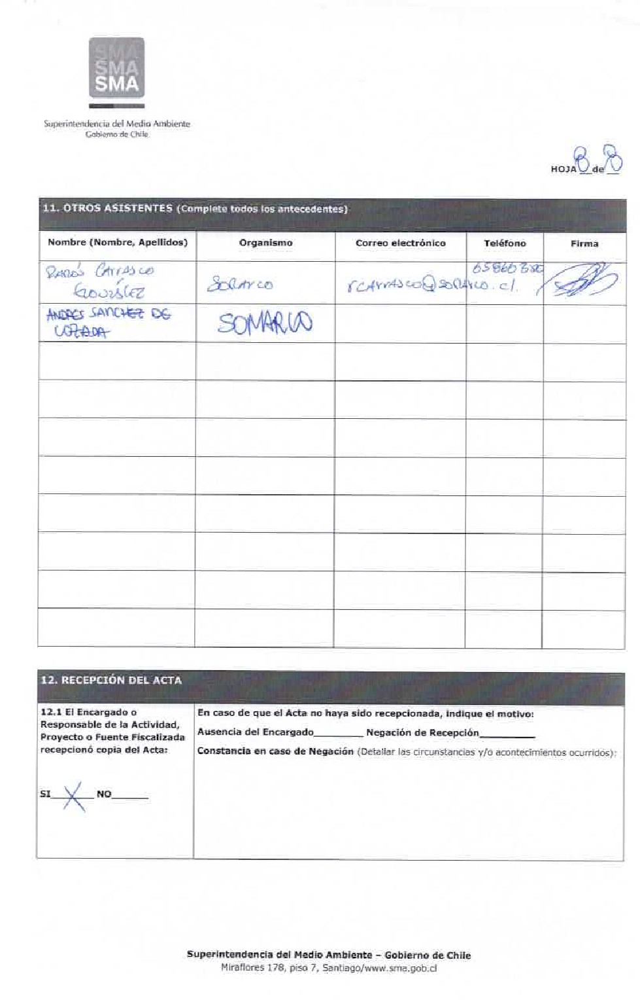 SMA
SMA
SMA
Superintendencia del Medio Ambiente
Gobierno de Chile
HOJA 8 de 8
11. OTROS ASISTENTES (Complete todos los antecedentes)
Nombre (Nombre, Apellidos) Organismo Correo electrónico Teléfono Firma
Ramón Carrasco
González
SOMARCO
rcarrasco@somarco.cl.
ANDRES SANCHEZ DE
LOZADA
SOMARCO
12. RECEPCIÓN DEL ACTA
12.1 El Encargado o
Responsable de la Actividad,
Proyecto o Fuente Fiscalizada
recepcionó copia del Acta:
SI X NO
En caso de que el Acta no haya sido recepcionada, indique el motivo:
Ausencia del Encargado Negación de Recepción
Constancia en caso de Negación (Detallar las circunstancias y/o acontecimientos ocurridos):
Superintendencia del Medio Ambiente – Gobierno de Chile
Miraflores 178, piso 7, Santiago/www.sma.gob.cl